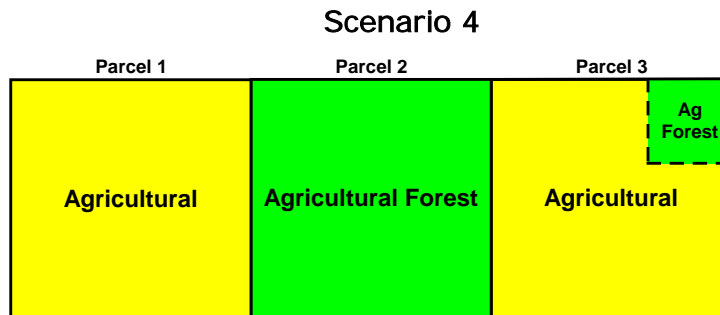 Scenario 4
Parcel 1
Parcel 2
Parcel 3
Agricultural
Agricultural Forest
Agricultural
Ag
Forest